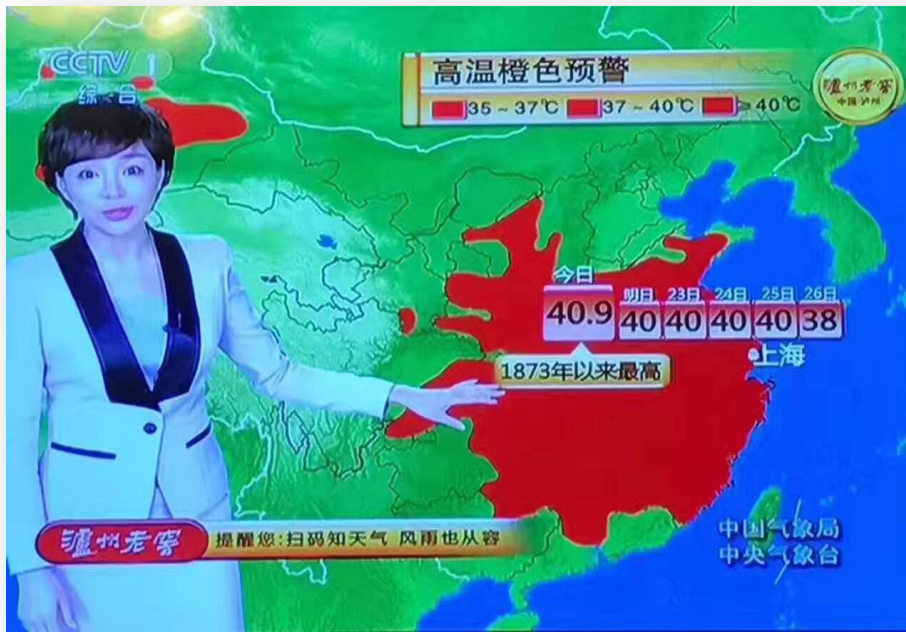 CCTV 1
综合
高温橙色预警
35~37℃ 37~40℃ >40℃
泸州老窖
中国·泸州
今日 明日 23日 24日 25日 26日
40.9 40 40 40 40 38
上海
1873年以来最高
泸州老窖 提醒您:扫码知天气 风雨也从容
中国气象局
中央气象台